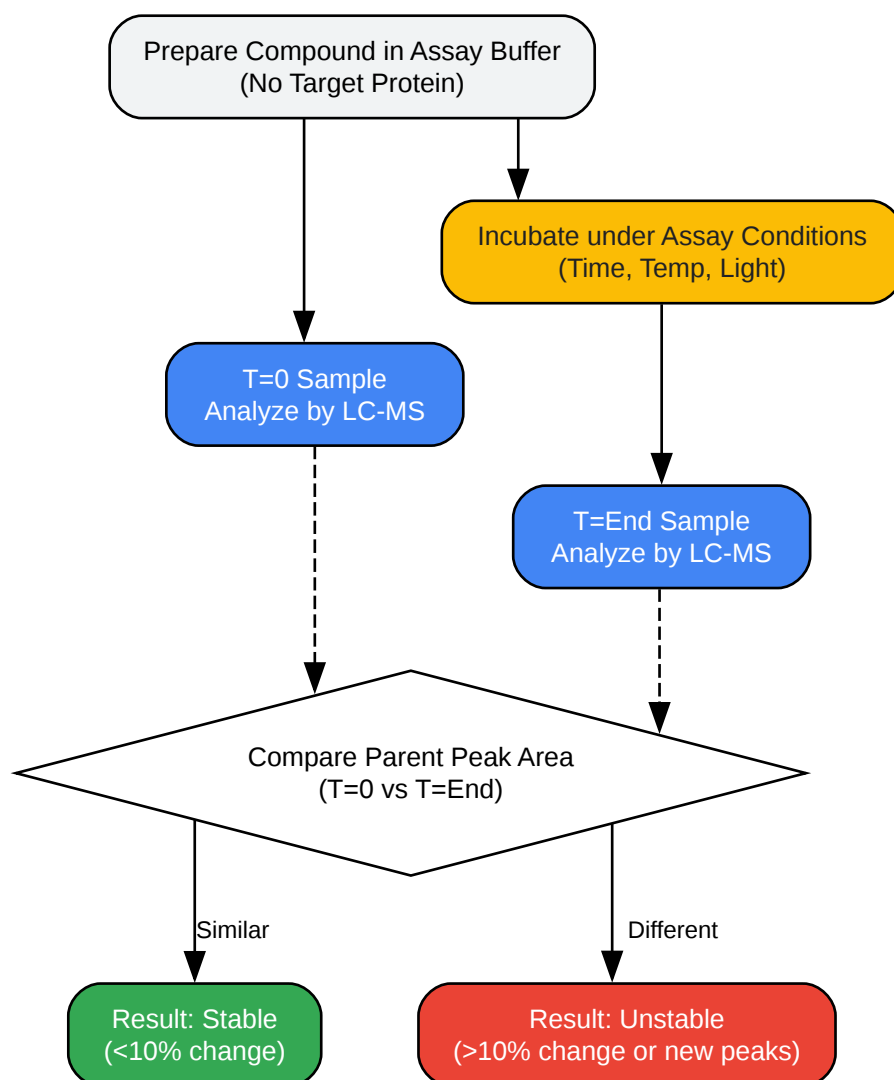 Prepare Compound in Assay Buffer
(No Target Protein)
Incubate under Assay Conditions
(Time, Temp, Light)
T=0 Sample
Analyze by LC-MS
T=End Sample
Analyze by LC-MS
Compare Parent Peak Area
(T=0 vs T=End)
Similar
Different
Result: Stable
(<10% change)
Result: Unstable
(>10% change or new peaks)